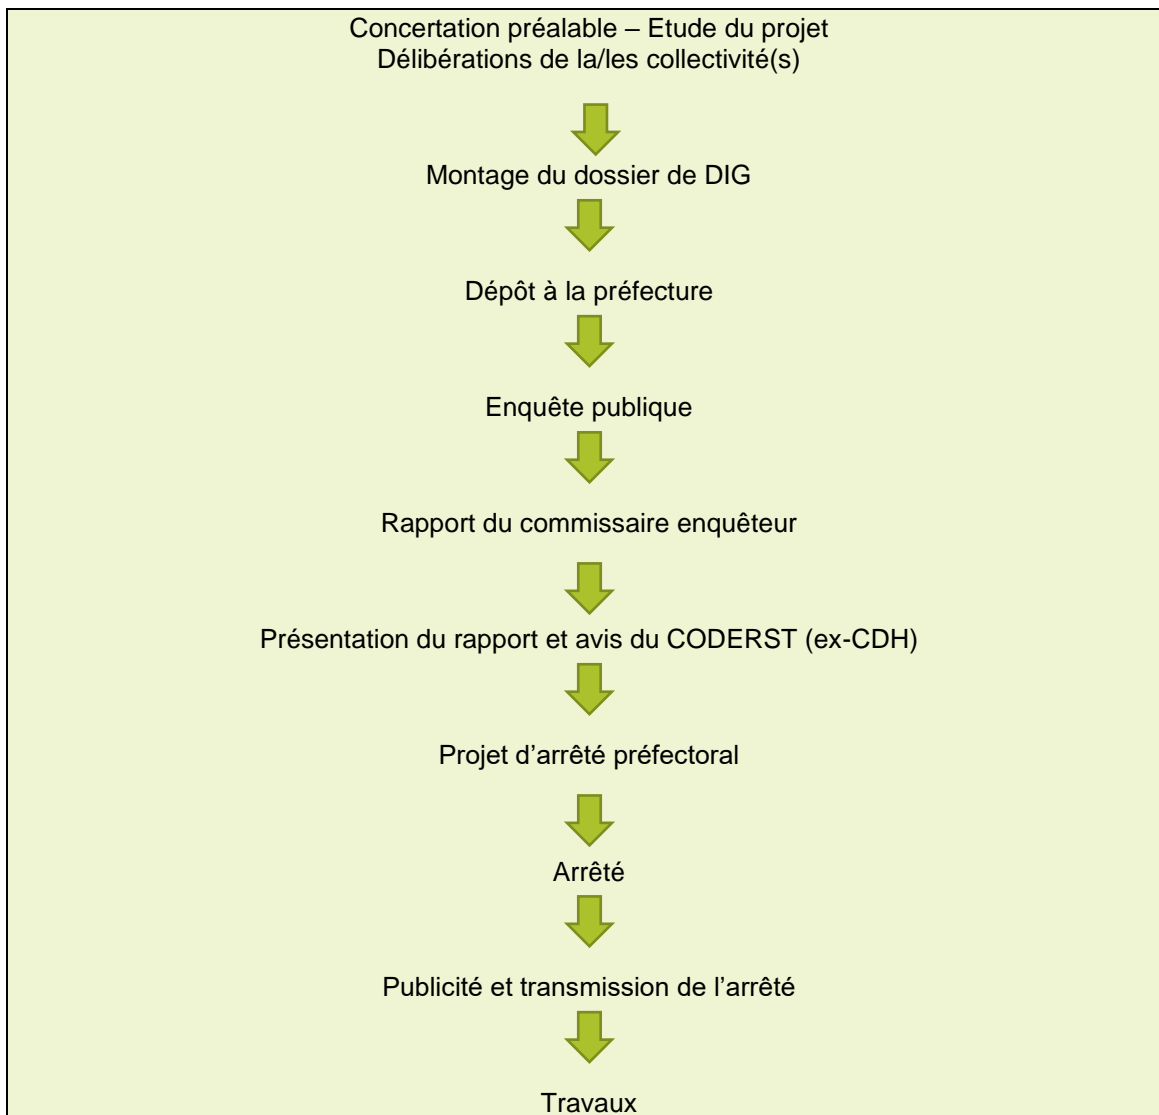 Concertation préalable – Etude du projet
Délibérations de la/les collectivité(s)
Montage du dossier de DIG
Dépôt à la préfecture
Enquête publique
Rapport du commissaire enquêteur
Présentation du rapport et avis du CODERST (ex-CDH)
Projet d'arrêté préfectoral
Arrêté
Publicité et transmission de l'arrêté
Travaux